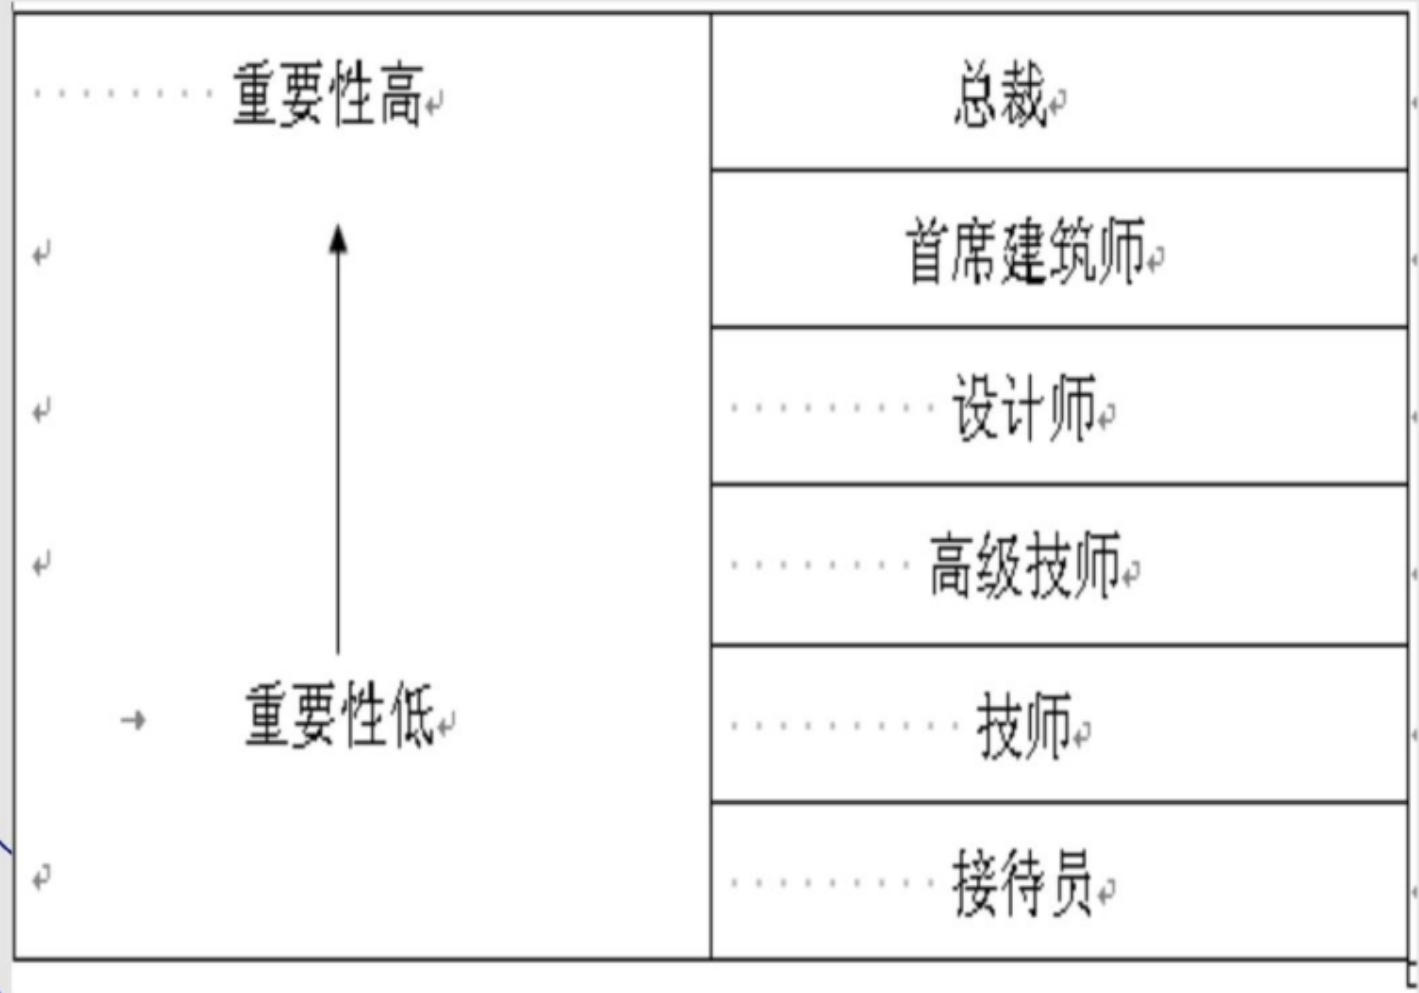 重要性高
总裁
首席建筑师
设计师
高级技师
重要性低
技师
接待员